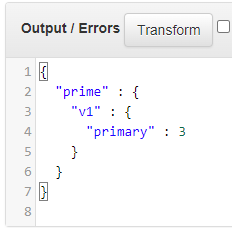 Output / Errors Transform
1 {
2   "prime" : {
3     "v1" : {
4       "primary" : 3
5     }
6   }
7 }
8